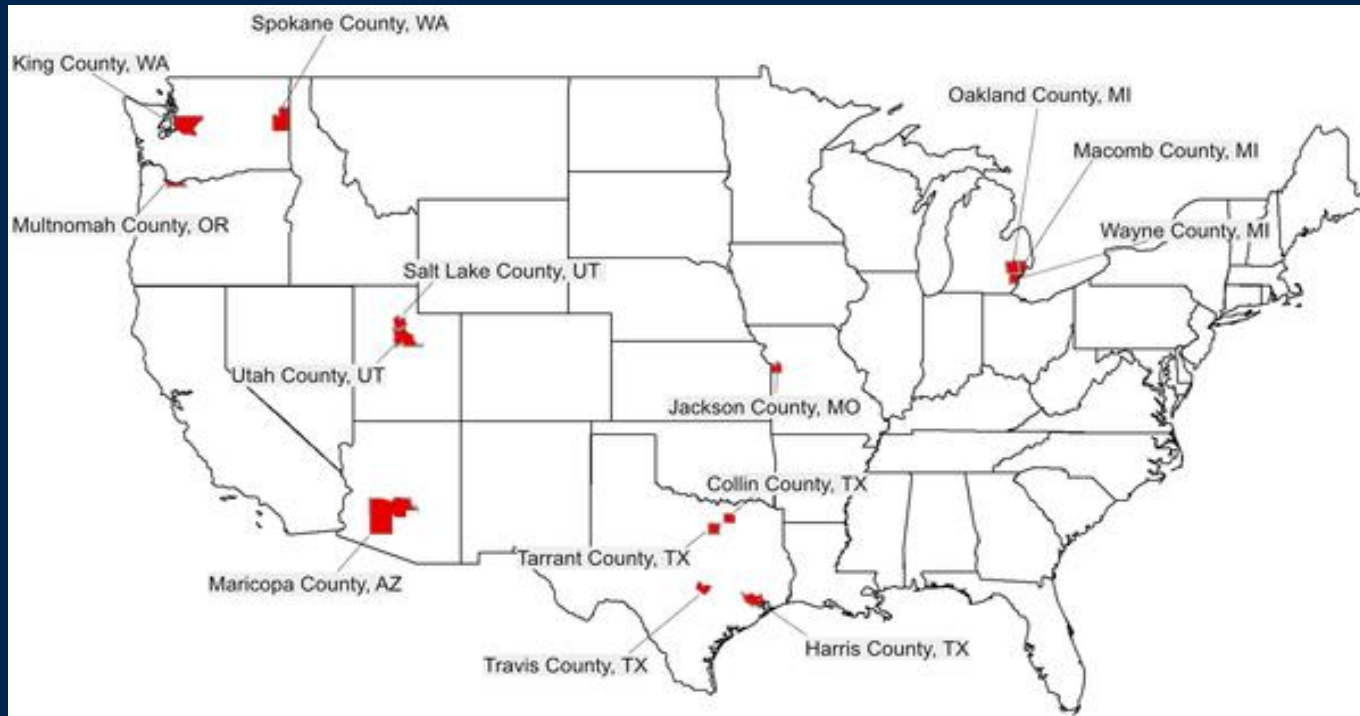 Spokane County, WA
King County, WA
Oakland County, MI
Macomb County, MI
Multnomah County, OR
Wayne County, MI
Salt Lake County, UT
Utah County, UT
Jackson County, MO
Collin County, TX
Tarrant County, TX
Maricopa County, AZ
Harris County, TX
Travis County, TX